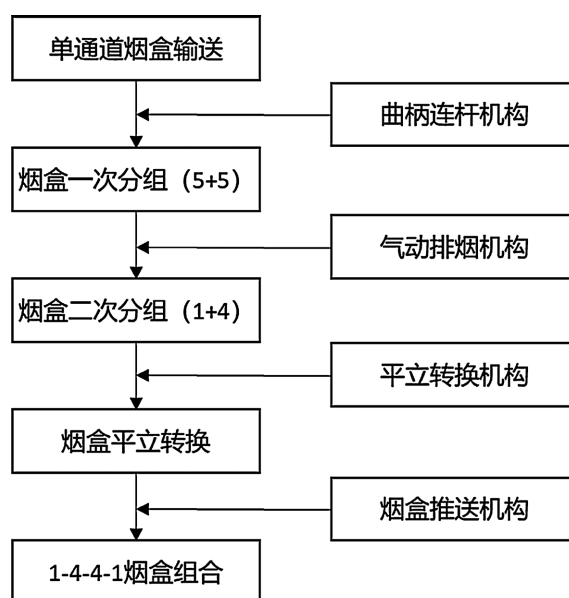 单通道烟盒输送
曲柄连杆机构
烟盒一次分组（5+5）
气动排烟机构
烟盒二次分组（1+4）
平立转换机构
烟盒平立转换
烟盒推送机构
1-4-4-1烟盒组合